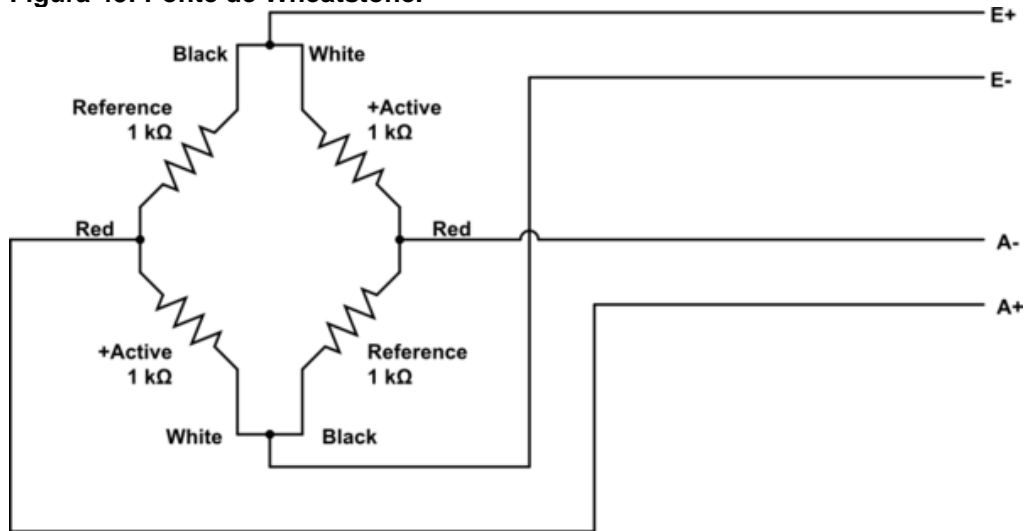 Figura 43: Ponte de Wheatstone.
E+
Black
White
E-
Reference
1 kΩ
+Active
1 kΩ
Red
Red
A-
A+
+Active
1 kΩ
Reference
1 kΩ
White
Black